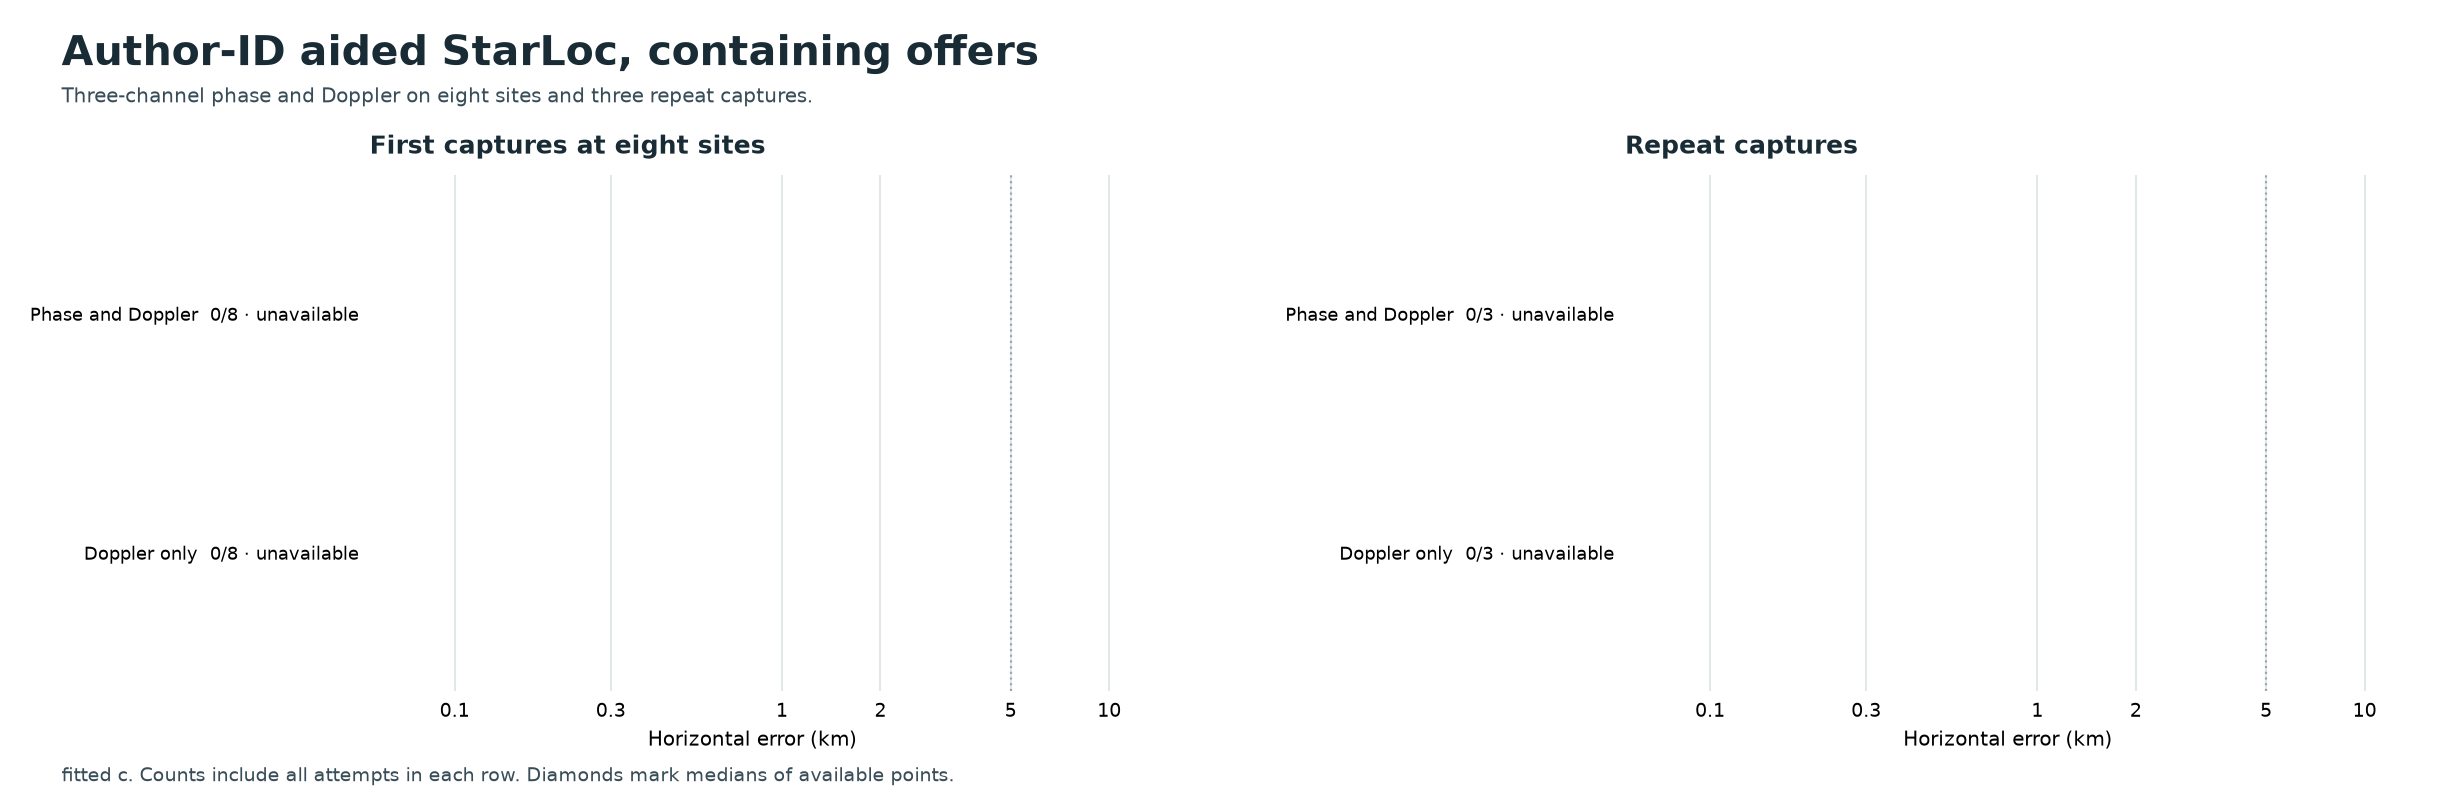 Author-ID aided StarLoc, containing offers
Three-channel phase and Doppler on eight sites and three repeat captures.
First captures at eight sites
Phase and Doppler 0/8 · unavailable
Doppler only 0/8 · unavailable
0.1 0.3 1 2 5 10
Horizontal error (km)
Repeat captures
Phase and Doppler 0/3 · unavailable
Doppler only 0/3 · unavailable
0.1 0.3 1 2 5 10
Horizontal error (km)
fitted c. Counts include all attempts in each row. Diamonds mark medians of available points.